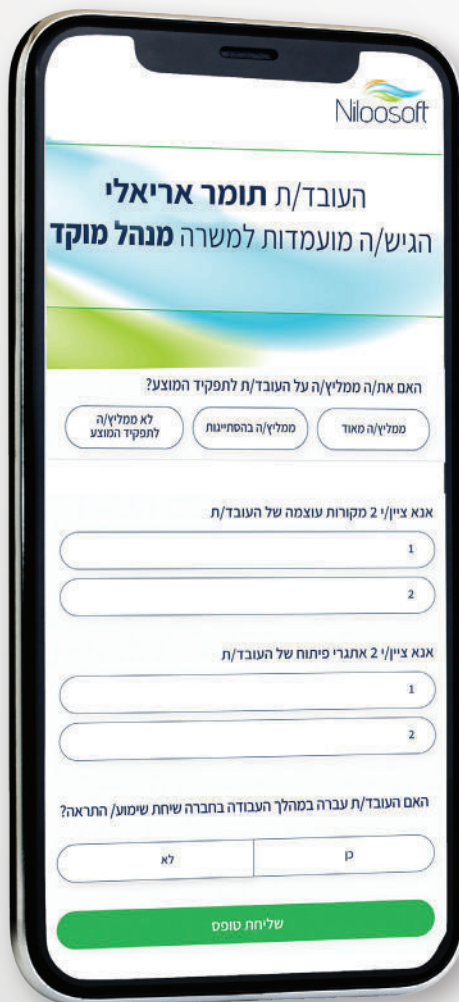 Niloosoft
העובד/ת תומר אריאלי
הגיש/ה מועמדות למשרה מנהל מוקד
האם את/ה ממליץ/ה על העובד/ת לתפקיד המוצע?
ממליץ/ה מאוד
ממליץ/ה בהסתייגות
לא ממליץ/ה
לתפקיד המוצע
אנא ציין/י 2 מקורות עוצמה של העובד/ת
1
2
אנא ציין/י 2 אתגרי פיתוח של העובד/ת
1
2
האם העובד/ת עברה במהלך העבודה בחברה שיחת שימוע/ התראה?
כן
לא
שליחת טופס